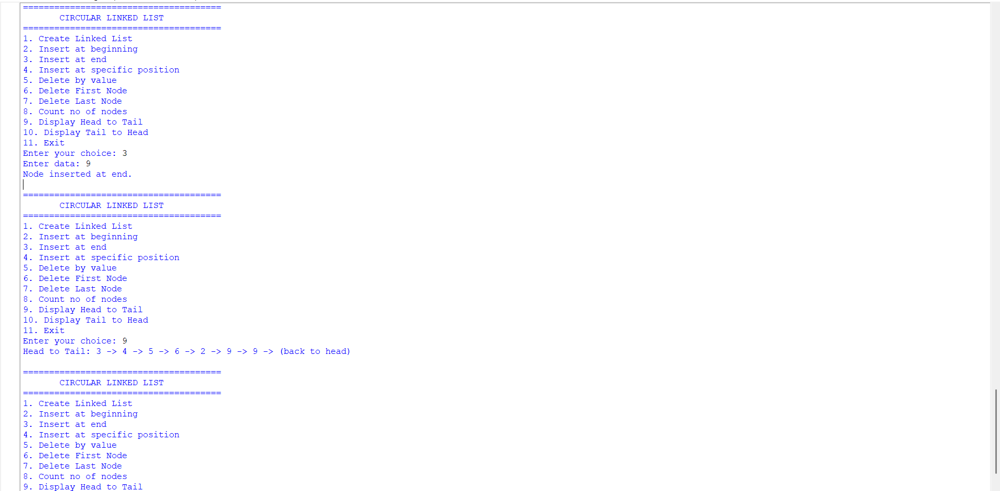 ======================================
       CIRCULAR LINKED LIST
======================================
1. Create Linked List
2. Insert at beginning
3. Insert at end
4. Insert at specific position
5. Delete by value
6. Delete First Node
7. Delete Last Node
8. Count no of nodes
9. Display Head to Tail
10. Display Tail to Head
11. Exit
Enter your choice: 3
Enter data: 9
Node inserted at end.
======================================
       CIRCULAR LINKED LIST
======================================
1. Create Linked List
2. Insert at beginning
3. Insert at end
4. Insert at specific position
5. Delete by value
6. Delete First Node
7. Delete Last Node
8. Count no of nodes
9. Display Head to Tail
10. Display Tail to Head
11. Exit
Enter your choice: 9
Head to Tail: 3 -> 4 -> 5 -> 6 -> 2 -> 9 -> 9 -> (back to head)
======================================
       CIRCULAR LINKED LIST
======================================
1. Create Linked List
2. Insert at beginning
3. Insert at end
4. Insert at specific position
5. Delete by value
6. Delete First Node
7. Delete Last Node
8. Count no of nodes
9. Display Head to Tail